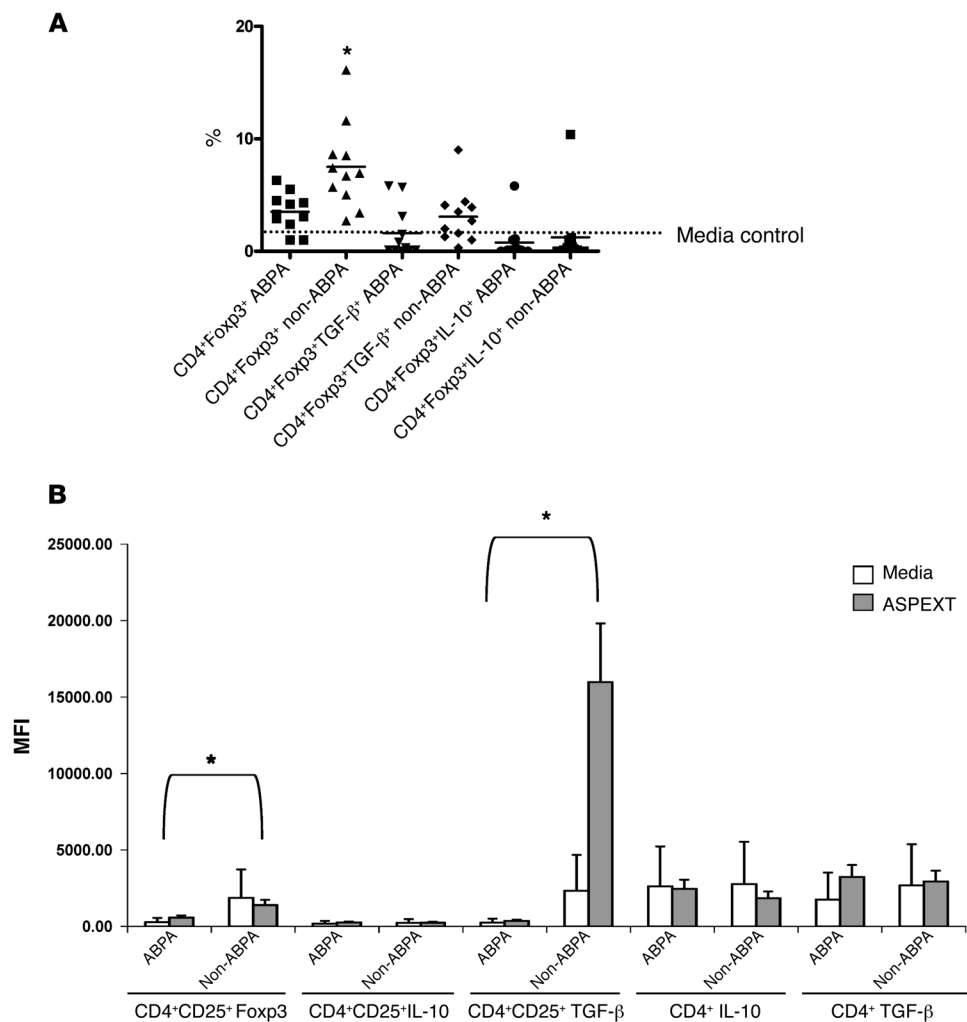 A
20
10
0
%
*
Media control
CD4⁺Foxp3⁺ ABPA
CD4⁺Foxp3⁺ non-ABPA
CD4⁺Foxp3⁺TGF-β⁺ ABPA
CD4⁺Foxp3⁺TGF-β⁺ non-ABPA
CD4⁺Foxp3⁺IL-10⁺ ABPA
CD4⁺Foxp3⁺IL-10⁺ non-ABPA
B
MFI
25000.00
20000.00
15000.00
10000.00
5000.00
0.00
*
*
Media
ASPEXT
ABPA
Non-ABPA
ABPA
Non-ABPA
ABPA
Non-ABPA
ABPA
Non-ABPA
ABPA
Non-ABPA
CD4⁺CD25⁺ Foxp3
CD4⁺CD25⁺IL-10
CD4⁺CD25⁺ TGF-β
CD4⁺ IL-10
CD4⁺ TGF-β